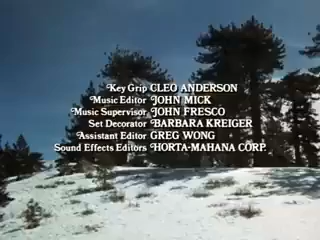 Key Grip CLEO ANDERSON
Music Editor JOHN MICK
Music Supervisor JOHN FRESCO
Set Decorator BARBARA KREIGER
Assistant Editor GREG WONG
Sound Effects Editors HORTA-MAHANA CORP.